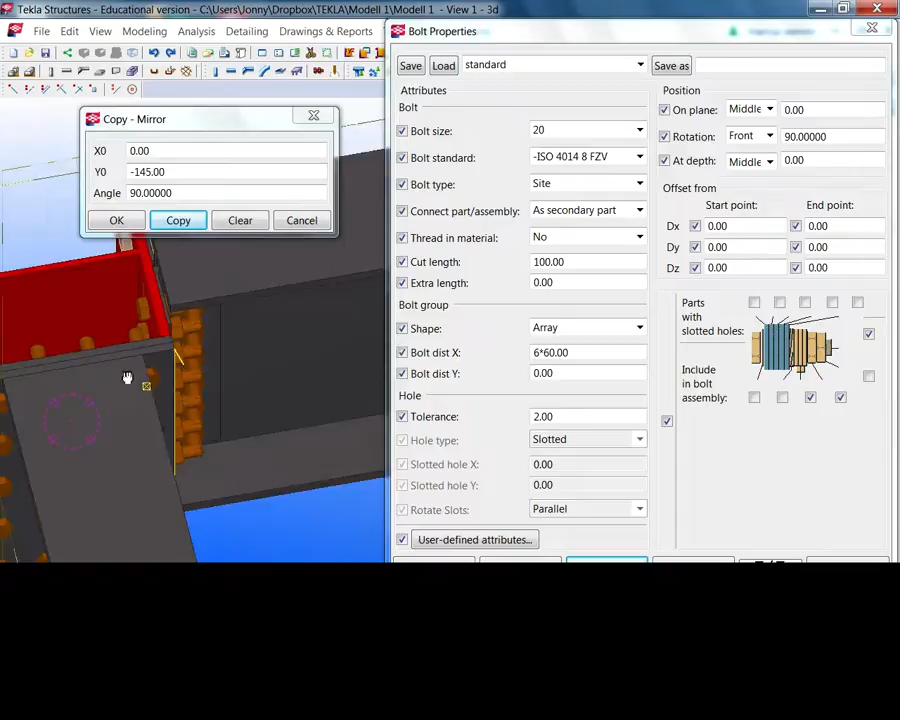 Tekla Structures - Educational version - C:\Users\Jonny\Dropbox\TEKLA\Modell 1\Modell 1 - View 1 - 3d
File Edit View Modeling Analysis Detailing Drawings & Reports
Copy - Mirror
X0 0.00
Y0 -145.00
Angle 90.00000
OK Copy Clear Cancel
Bolt Properties
Save Load standard Save as
Attributes
Bolt
Bolt size: 20
Bolt standard: -ISO 4014 8 FZV
Bolt type: Site
Connect part/assembly: As secondary part
Thread in material: No
Cut length: 100.00
Extra length: 0.00
Bolt group
Shape: Array
Bolt dist X: 6*60.00
Bolt dist Y: 0.00
Hole
Tolerance: 2.00
Hole type: Slotted
Slotted hole X: 0.00
Slotted hole Y: 0.00
Rotate Slots: Parallel
User-defined attributes...
Position
On plane: Middle 0.00
Rotation: Front 90.00000
At depth: Middle 0.00
Offset from
Start point: End point:
Dx 0.00 0.00
Dy 0.00 0.00
Dz 0.00 0.00
Parts
with
slotted holes:
Include
in bolt
assembly: